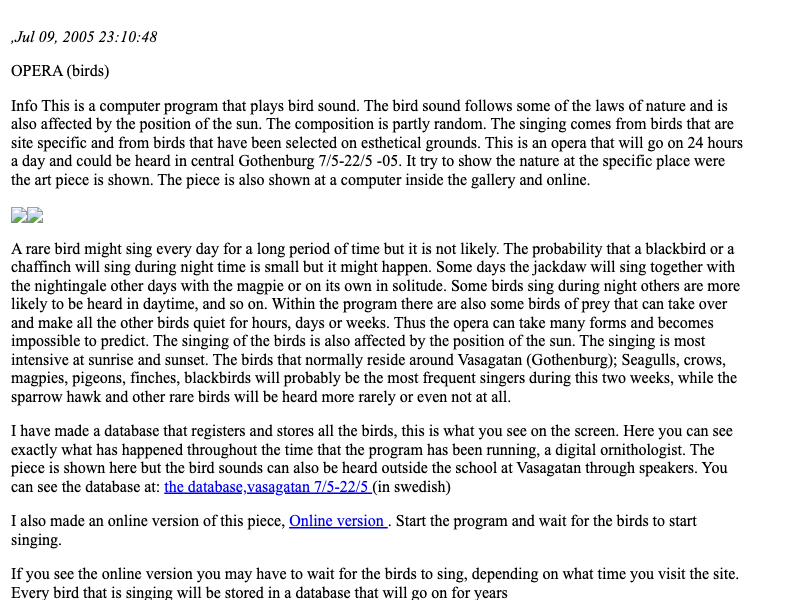 ,Jul 09, 2005 23:10:48
OPERA (birds)
Info This is a computer program that plays bird sound. The bird sound follows some of the laws of nature and is
also affected by the position of the sun. The composition is partly random. The singing comes from birds that are
site specific and from birds that have been selected on esthetical grounds. This is an opera that will go on 24 hours
a day and could be heard in central Gothenburg 7/5-22/5 -05. It try to show the nature at the specific place were
the art piece is shown. The piece is also shown at a computer inside the gallery and online.
A rare bird might sing every day for a long period of time but it is not likely. The probability that a blackbird or a
chaffinch will sing during night time is small but it might happen. Some days the jackdaw will sing together with
the nightingale other days with the magpie or on its own in solitude. Some birds sing during night others are more
likely to be heard in daytime, and so on. Within the program there are also some birds of prey that can take over
and make all the other birds quiet for hours, days or weeks. Thus the opera can take many forms and becomes
impossible to predict. The singing of the birds is also affected by the position of the sun. The singing is most
intensive at sunrise and sunset. The birds that normally reside around Vasagatan (Gothenburg); Seagulls, crows,
magpies, pigeons, finches, blackbirds will probably be the most frequent singers during this two weeks, while the
sparrow hawk and other rare birds will be heard more rarely or even not at all.
I have made a database that registers and stores all the birds, this is what you see on the screen. Here you can see
exactly what has happened throughout the time that the program has been running, a digital ornithologist. The
piece is shown here but the bird sounds can also be heard outside the school at Vasagatan through speakers. You
can see the database at: the database,vasagatan 7/5-22/5 (in swedish)
I also made an online version of this piece, Online version . Start the program and wait for the birds to start
singing.
If you see the online version you may have to wait for the birds to sing, depending on what time you visit the site.
Every bird that is singing will be stored in a database that will go on for years